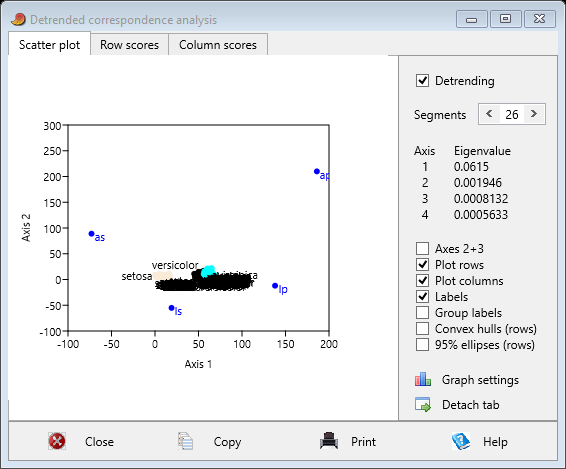 Detrended correspondence analysis
Scatter plot Row scores Column scores
300
250
200
150
100
50
0
-50
-100
-100 -50 0 50 100 150 200
Axis 2
Axis 1
ap
as
versicolor
setosa
lp
ls
Detrending
Segments 26
Axis Eigenvalue
1 0.0615
2 0.001946
3 0.0008132
4 0.0005633
Axes 2+3
Plot rows
Plot columns
Labels
Group labels
Convex hulls (rows)
95% ellipses (rows)
Graph settings
Detach tab
Close Copy Print Help